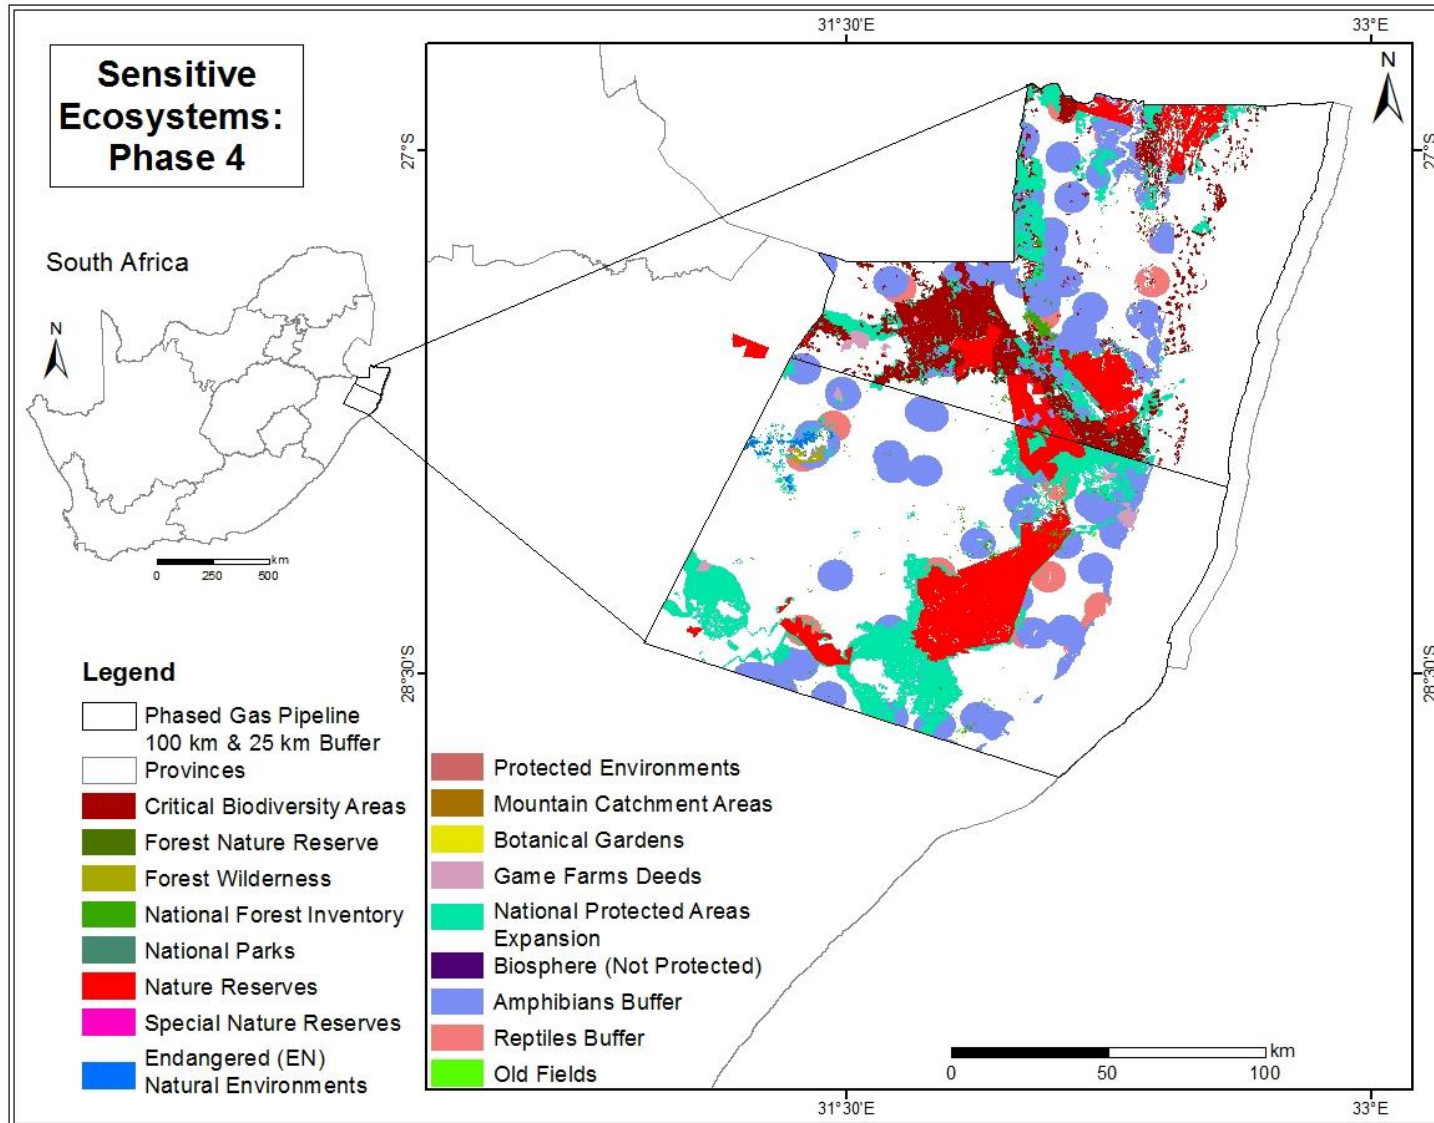 Sensitive
Ecosystems:
Phase 4
South Africa
N
0 250 500 km
Legend
Phased Gas Pipeline
100 km & 25 km Buffer
Provinces
Critical Biodiversity Areas
Forest Nature Reserve
Forest Wilderness
National Forest Inventory
National Parks
Nature Reserves
Special Nature Reserves
Endangered (EN)
Natural Environments
Protected Environments
Mountain Catchment Areas
Botanical Gardens
Game Farms Deeds
National Protected Areas
Expansion
Biosphere (Not Protected)
Amphibians Buffer
Reptiles Buffer
Old Fields
31°30'E
33°E
N
27°S
27°S
28°30'S
28°30'S
km
0 50 100
31°30'E
33°E